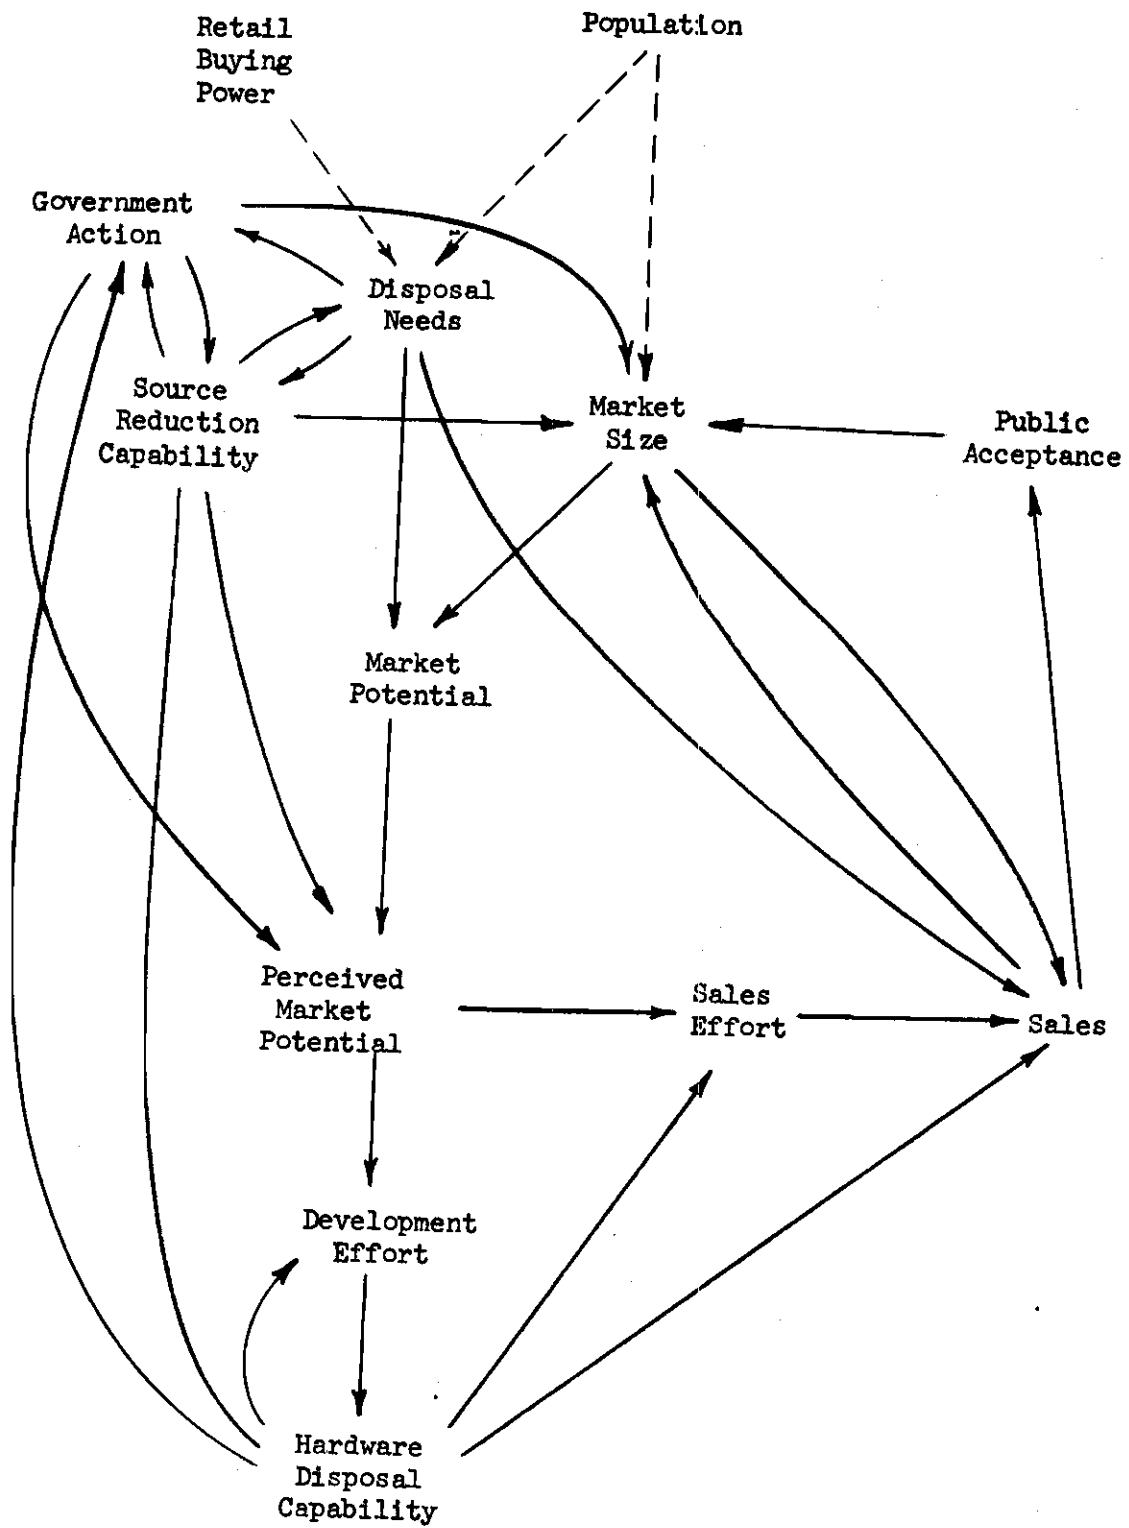 Retail
Buying
Power
Population
Government
Action
Disposal
Needs
Source
Reduction
Capability
Market
Size
Public
Acceptance
Market
Potential
Perceived
Market
Potential
Sales
Effort
Sales
Development
Effort
Hardware
Disposal
Capability